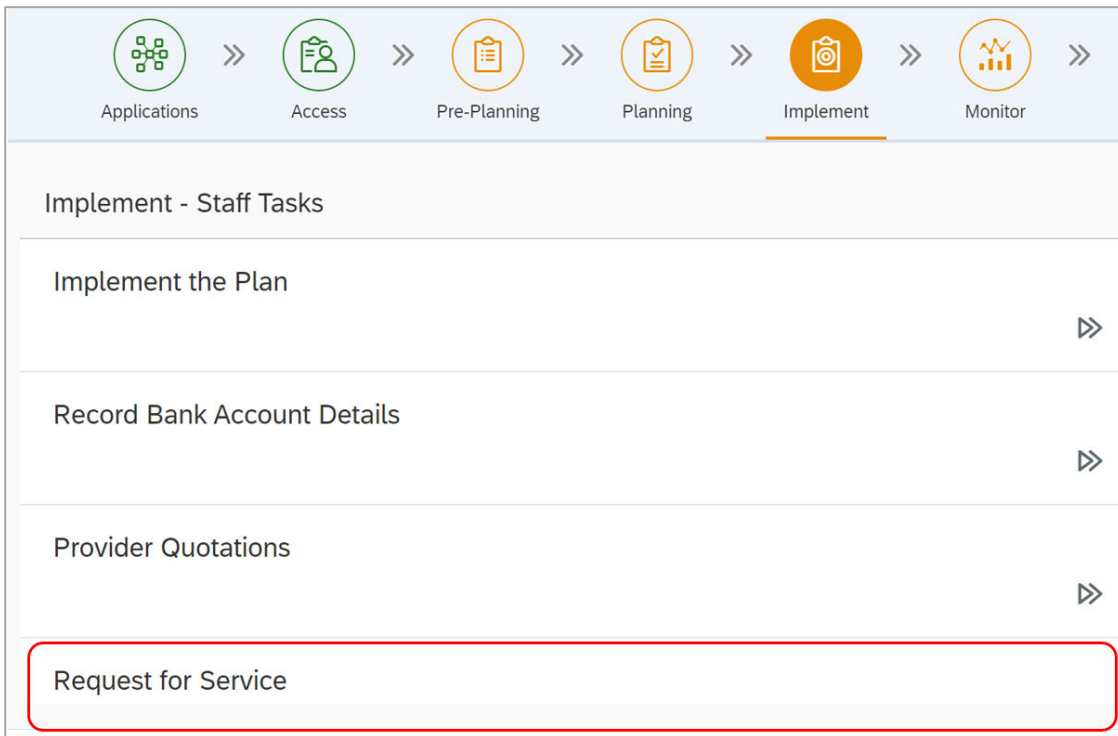 Applications
Access
Pre-Planning
Planning
Implement
Monitor
Implement - Staff Tasks
Implement the Plan
Record Bank Account Details
Provider Quotations
Request for Service